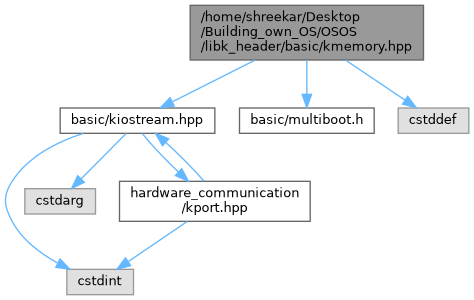 /home/shreekar/Desktop
/Building_own_OS/OSOS
/libk_header/basic/kmemory.hpp
basic/kiostream.hpp
basic/multiboot.h
cstddef
cstdarg
hardware_communication
/kport.hpp
cstdint